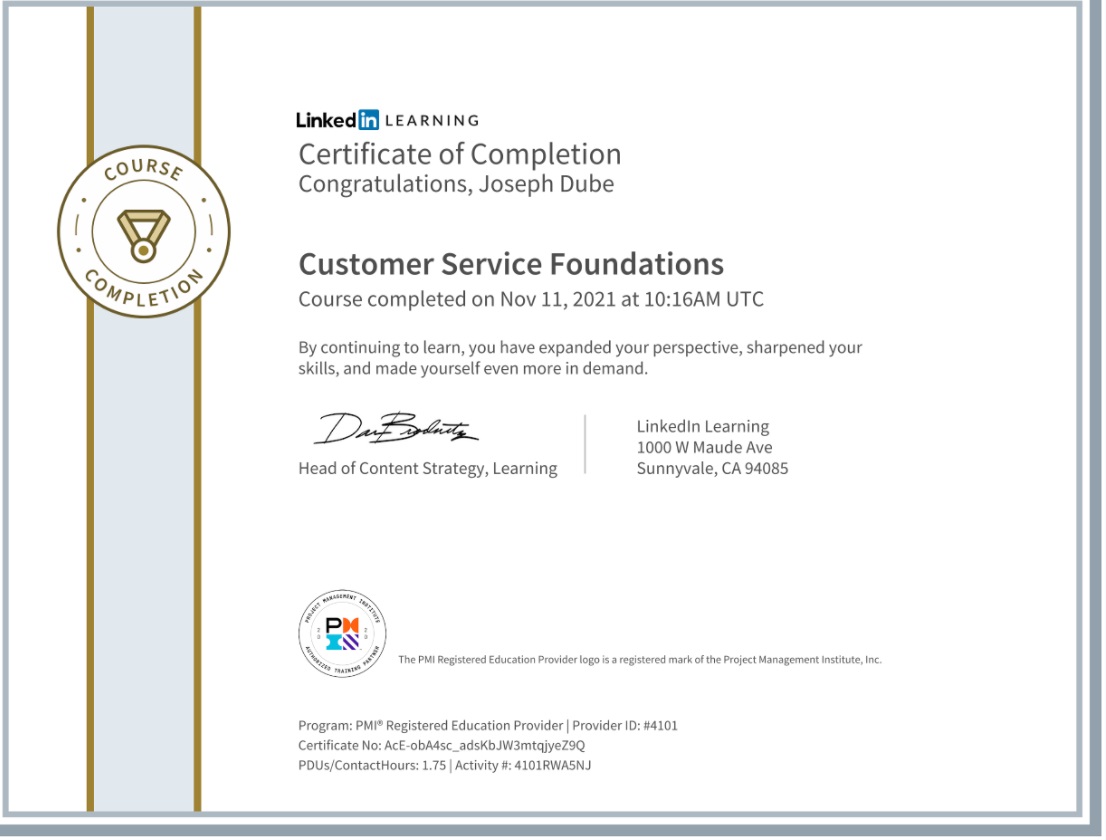 COURSE
COMPLETION
Linked in LEARNING
Certificate of Completion
Congratulations, Joseph Dube
Customer Service Foundations
Course completed on Nov 11, 2021 at 10:16AM UTC
By continuing to learn, you have expanded your perspective, sharpened your
skills, and made yourself even more in demand.
Head of Content Strategy, Learning
LinkedIn Learning
1000 W Maude Ave
Sunnyvale, CA 94085
PROJECT MANAGEMENT INSTITUTE
PM
2020
AUTHORIZED TRAINING PARTNER
The PMI Registered Education Provider logo is a registered mark of the Project Management Institute, Inc.
Program: PMI® Registered Education Provider | Provider ID: #4101
Certificate No: AcE-obA4sc_adsKbJW3mtqjyeZ9Q
PDUs/ContactHours: 1.75 | Activity #: 4101RWA5NJ